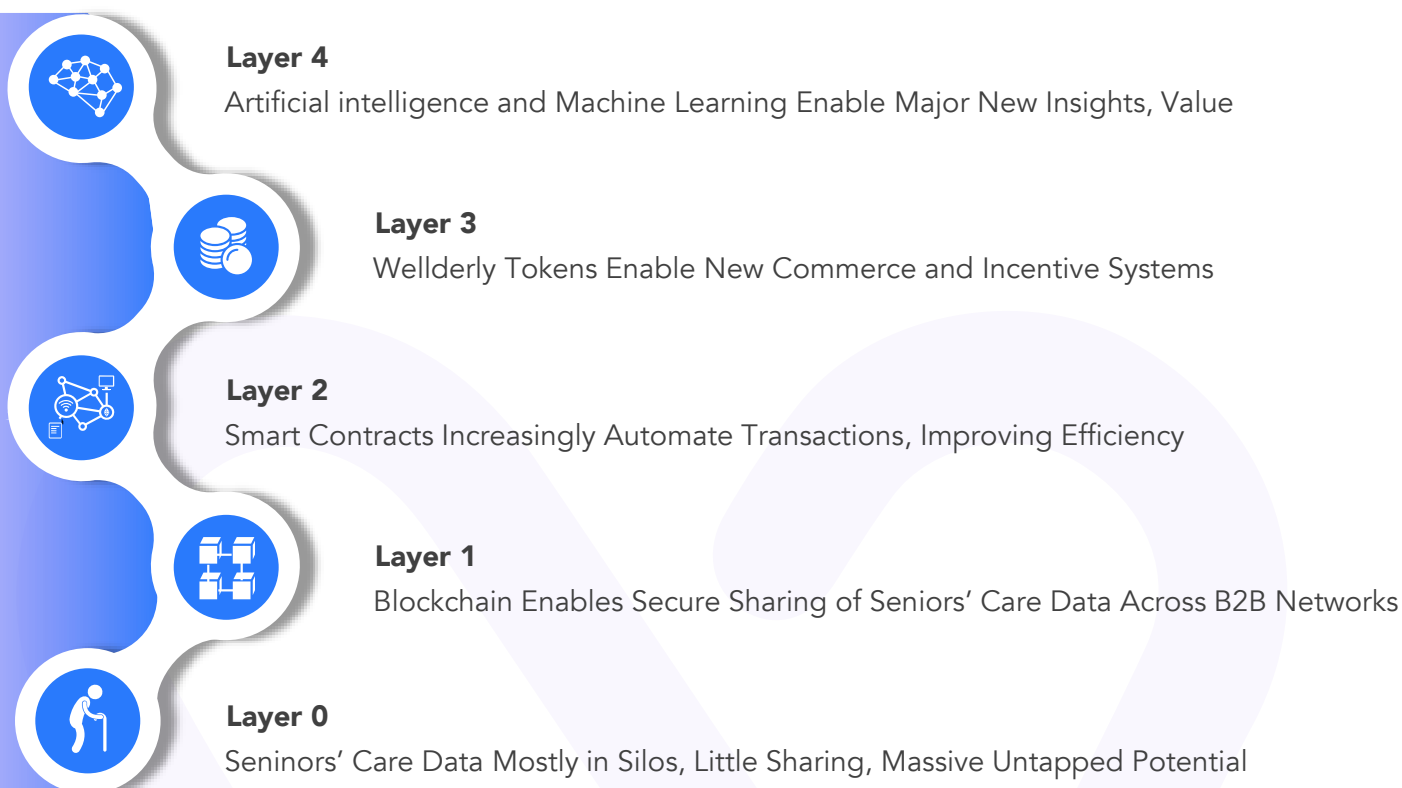 Layer 4
Artificial intelligence and Machine Learning Enable Major New Insights, Value
Layer 3
Wellderly Tokens Enable New Commerce and Incentive Systems
Layer 2
Smart Contracts Increasingly Automate Transactions, Improving Efficiency
Layer 1
Blockchain Enables Secure Sharing of Seniors’ Care Data Across B2B Networks
Layer 0
Seninors’ Care Data Mostly in Silos, Little Sharing, Massive Untapped Potential